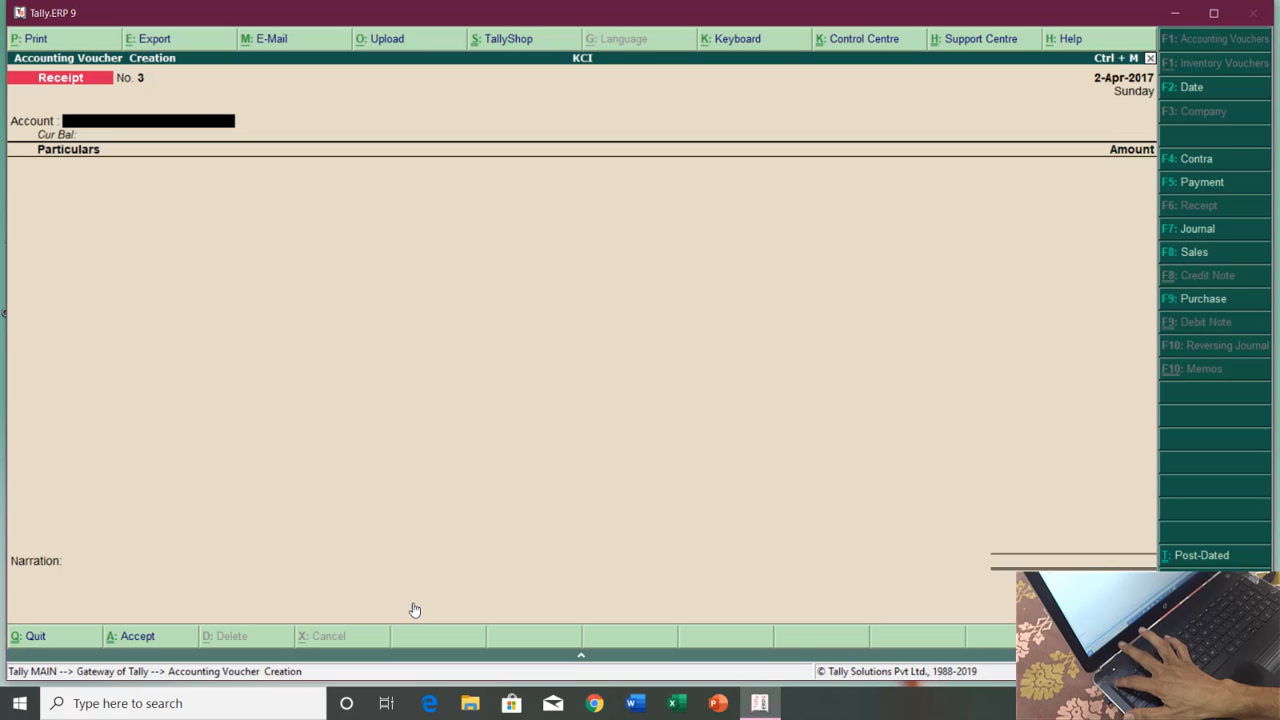 Tally.ERP 9
P: Print E: Export M: E-Mail O: Upload S: TallyShop G: Language K: Keyboard K: Control Centre H: Support Centre H: Help
Accounting Voucher Creation KCI Ctrl + M
Receipt No. 3 2-Apr-2017
Sunday
Account :
Cur Bal:
Particulars Amount
Narration:
F1: Accounting Vouchers
F1: Inventory Vouchers
F2: Date
F3: Company
F4: Contra
F5: Payment
F6: Receipt
F7: Journal
F8: Sales
F8: Credit Note
F9: Purchase
F9: Debit Note
F10: Reversing Journal
F10: Memos
T: Post-Dated
Q: Quit A: Accept D: Delete X: Cancel
Tally MAIN --> Gateway of Tally --> Accounting Voucher Creation © Tally Solutions Pvt Ltd., 1988-2019
Type here to search